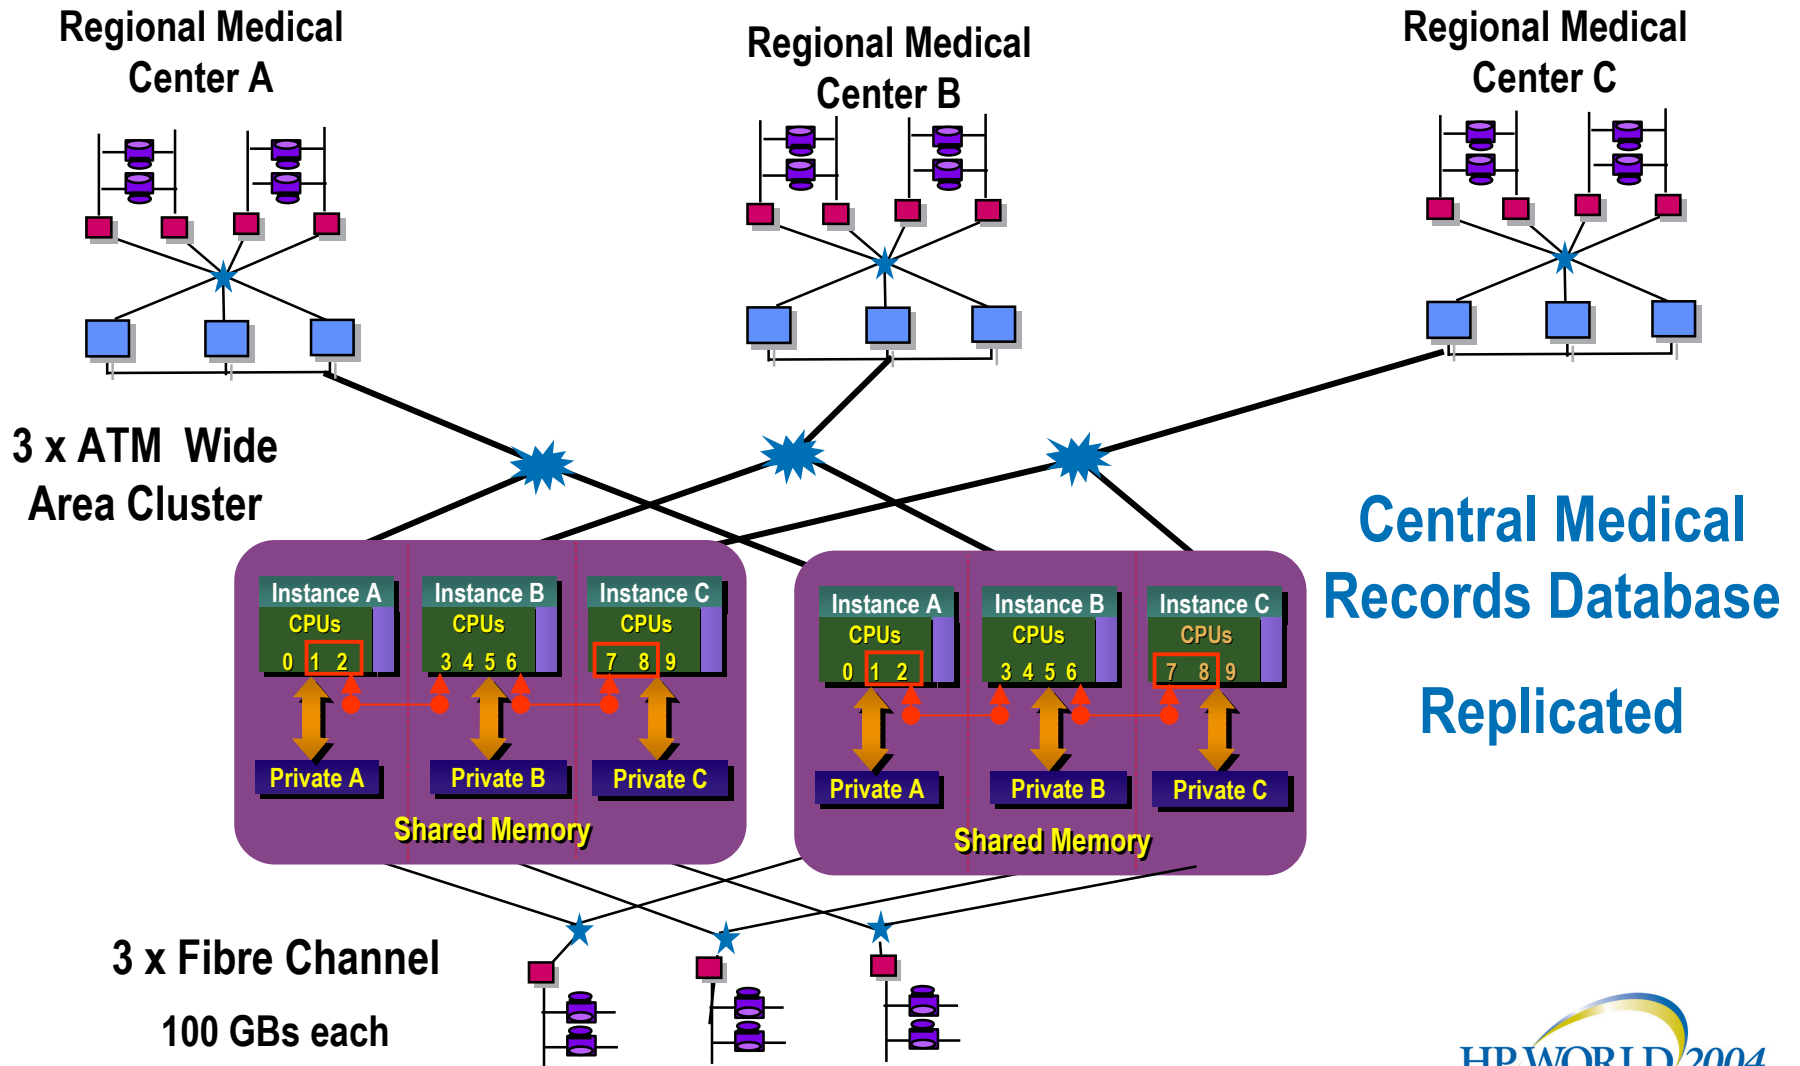 Regional Medical
Center A
Regional Medical
Center B
Regional Medical
Center C
3 x ATM  Wide
Area Cluster
Central Medical
Records Database
Replicated
Instance A
CPUs
0 1 2
Instance B
CPUs
3 4 5 6
Instance C
CPUs
7 8 9
Private A
Private B
Private C
Shared Memory
Instance A
CPUs
0 1 2
Instance B
CPUs
3 4 5 6
Instance C
CPUs
7 8 9
Private A
Private B
Private C
Shared Memory
3 x Fibre Channel
100 GBs each
HP WORLD 2004